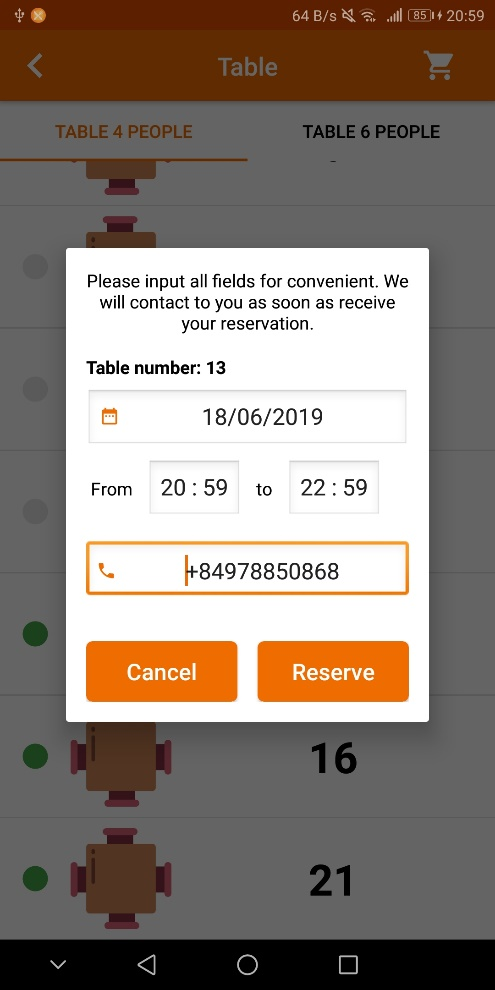 64 B/s 85 20:59
Table
TABLE 4 PEOPLE TABLE 6 PEOPLE
Please input all fields for convenient. We
will contact to you as soon as receive
your reservation.
Table number: 13
18/06/2019
From 20 : 59 to 22 : 59
+84978850868
Cancel Reserve
16
21